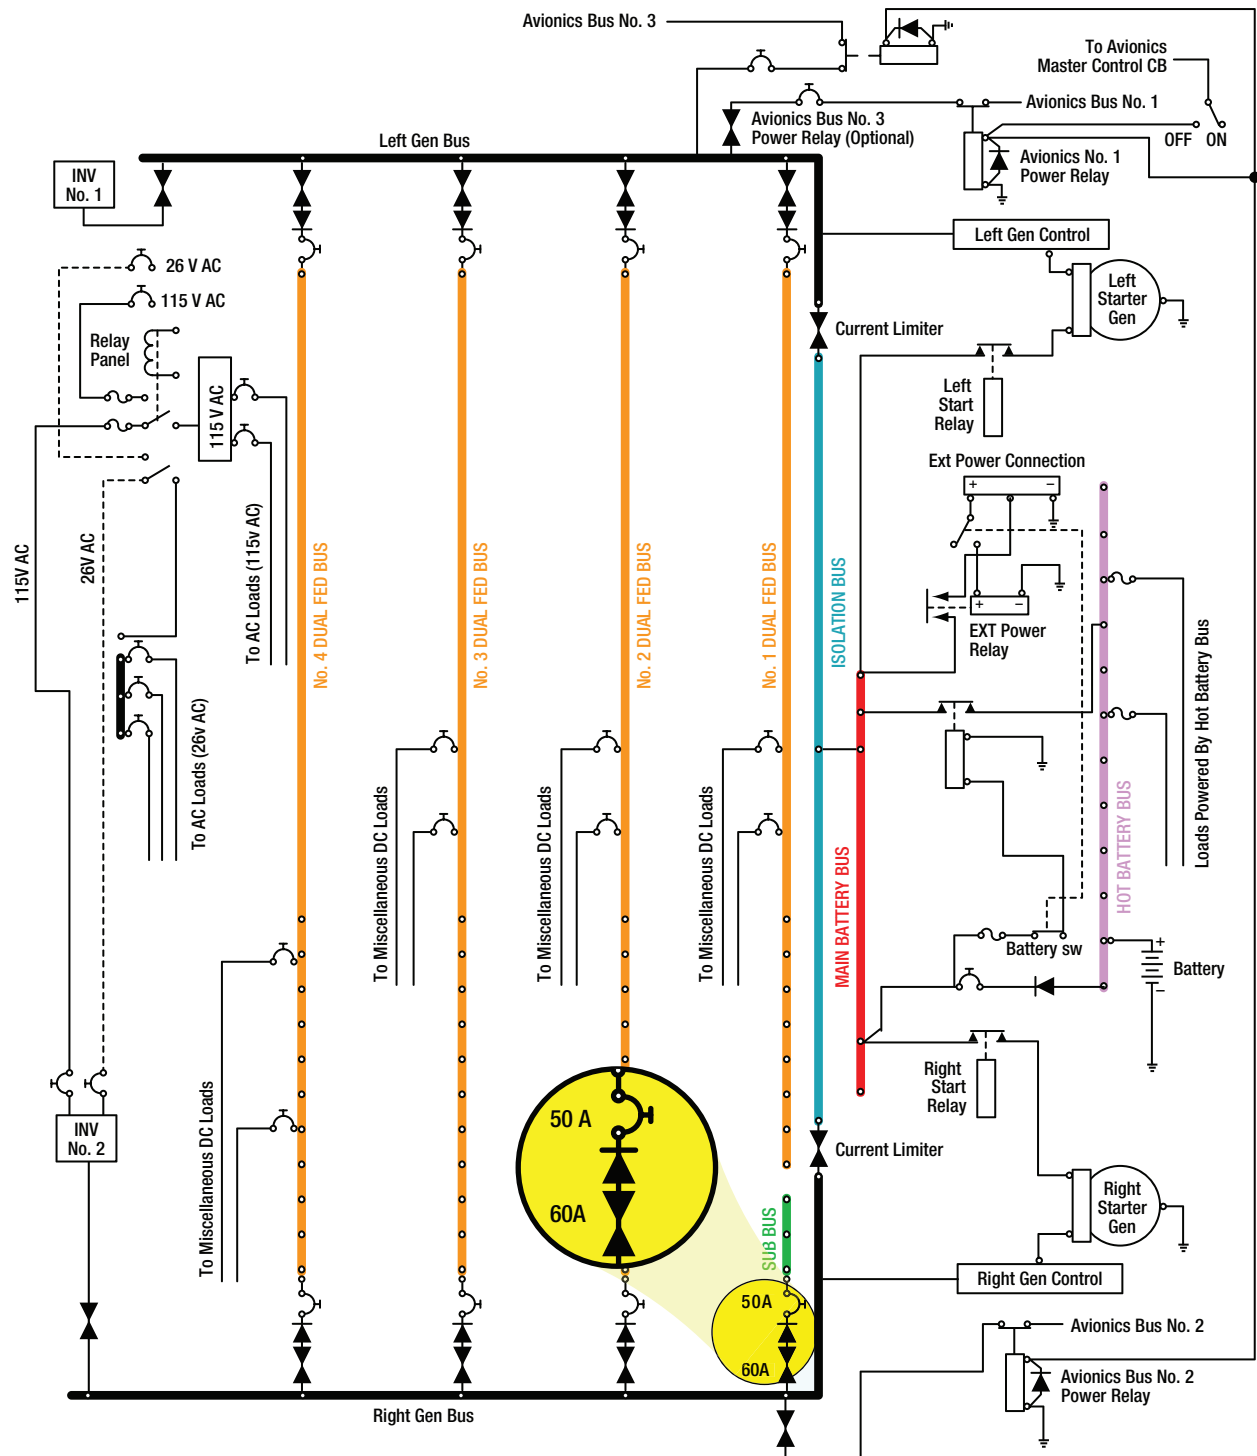 Avionics Bus No. 3
To Avionics
Master Control CB
Avionics Bus No. 1
Avionics Bus No. 3
Power Relay (Optional)
OFF
ON
Left Gen Bus
Avionics No. 1
Power Relay
INV
No. 1
Left Gen Control
26 V AC
115 V AC
Left
Starter
Gen
Relay
Panel
Current Limiter
115 V AC
Left
Start
Relay
Ext Power Connection
+
−
115V AC
26V AC
To AC Loads (115v AC)
No. 4 DUAL FED BUS
No. 3 DUAL FED BUS
No. 2 DUAL FED BUS
No. 1 DUAL FED BUS
ISOLATION BUS
+
−
EXT Power
Relay
To AC Loads (26v AC)
To Miscellaneous DC Loads
To Miscellaneous DC Loads
To Miscellaneous DC Loads
MAIN BATTERY BUS
HOT BATTERY BUS
Loads Powered By Hot Battery Bus
Battery sw
+
−
Battery
Right
Start
Relay
To Miscellaneous DC Loads
INV
No. 2
50 A
60A
Current Limiter
SUB BUS
Right
Starter
Gen
Right Gen Control
50A
60A
Avionics Bus No. 2
Avionics Bus No. 2
Power Relay
Right Gen Bus